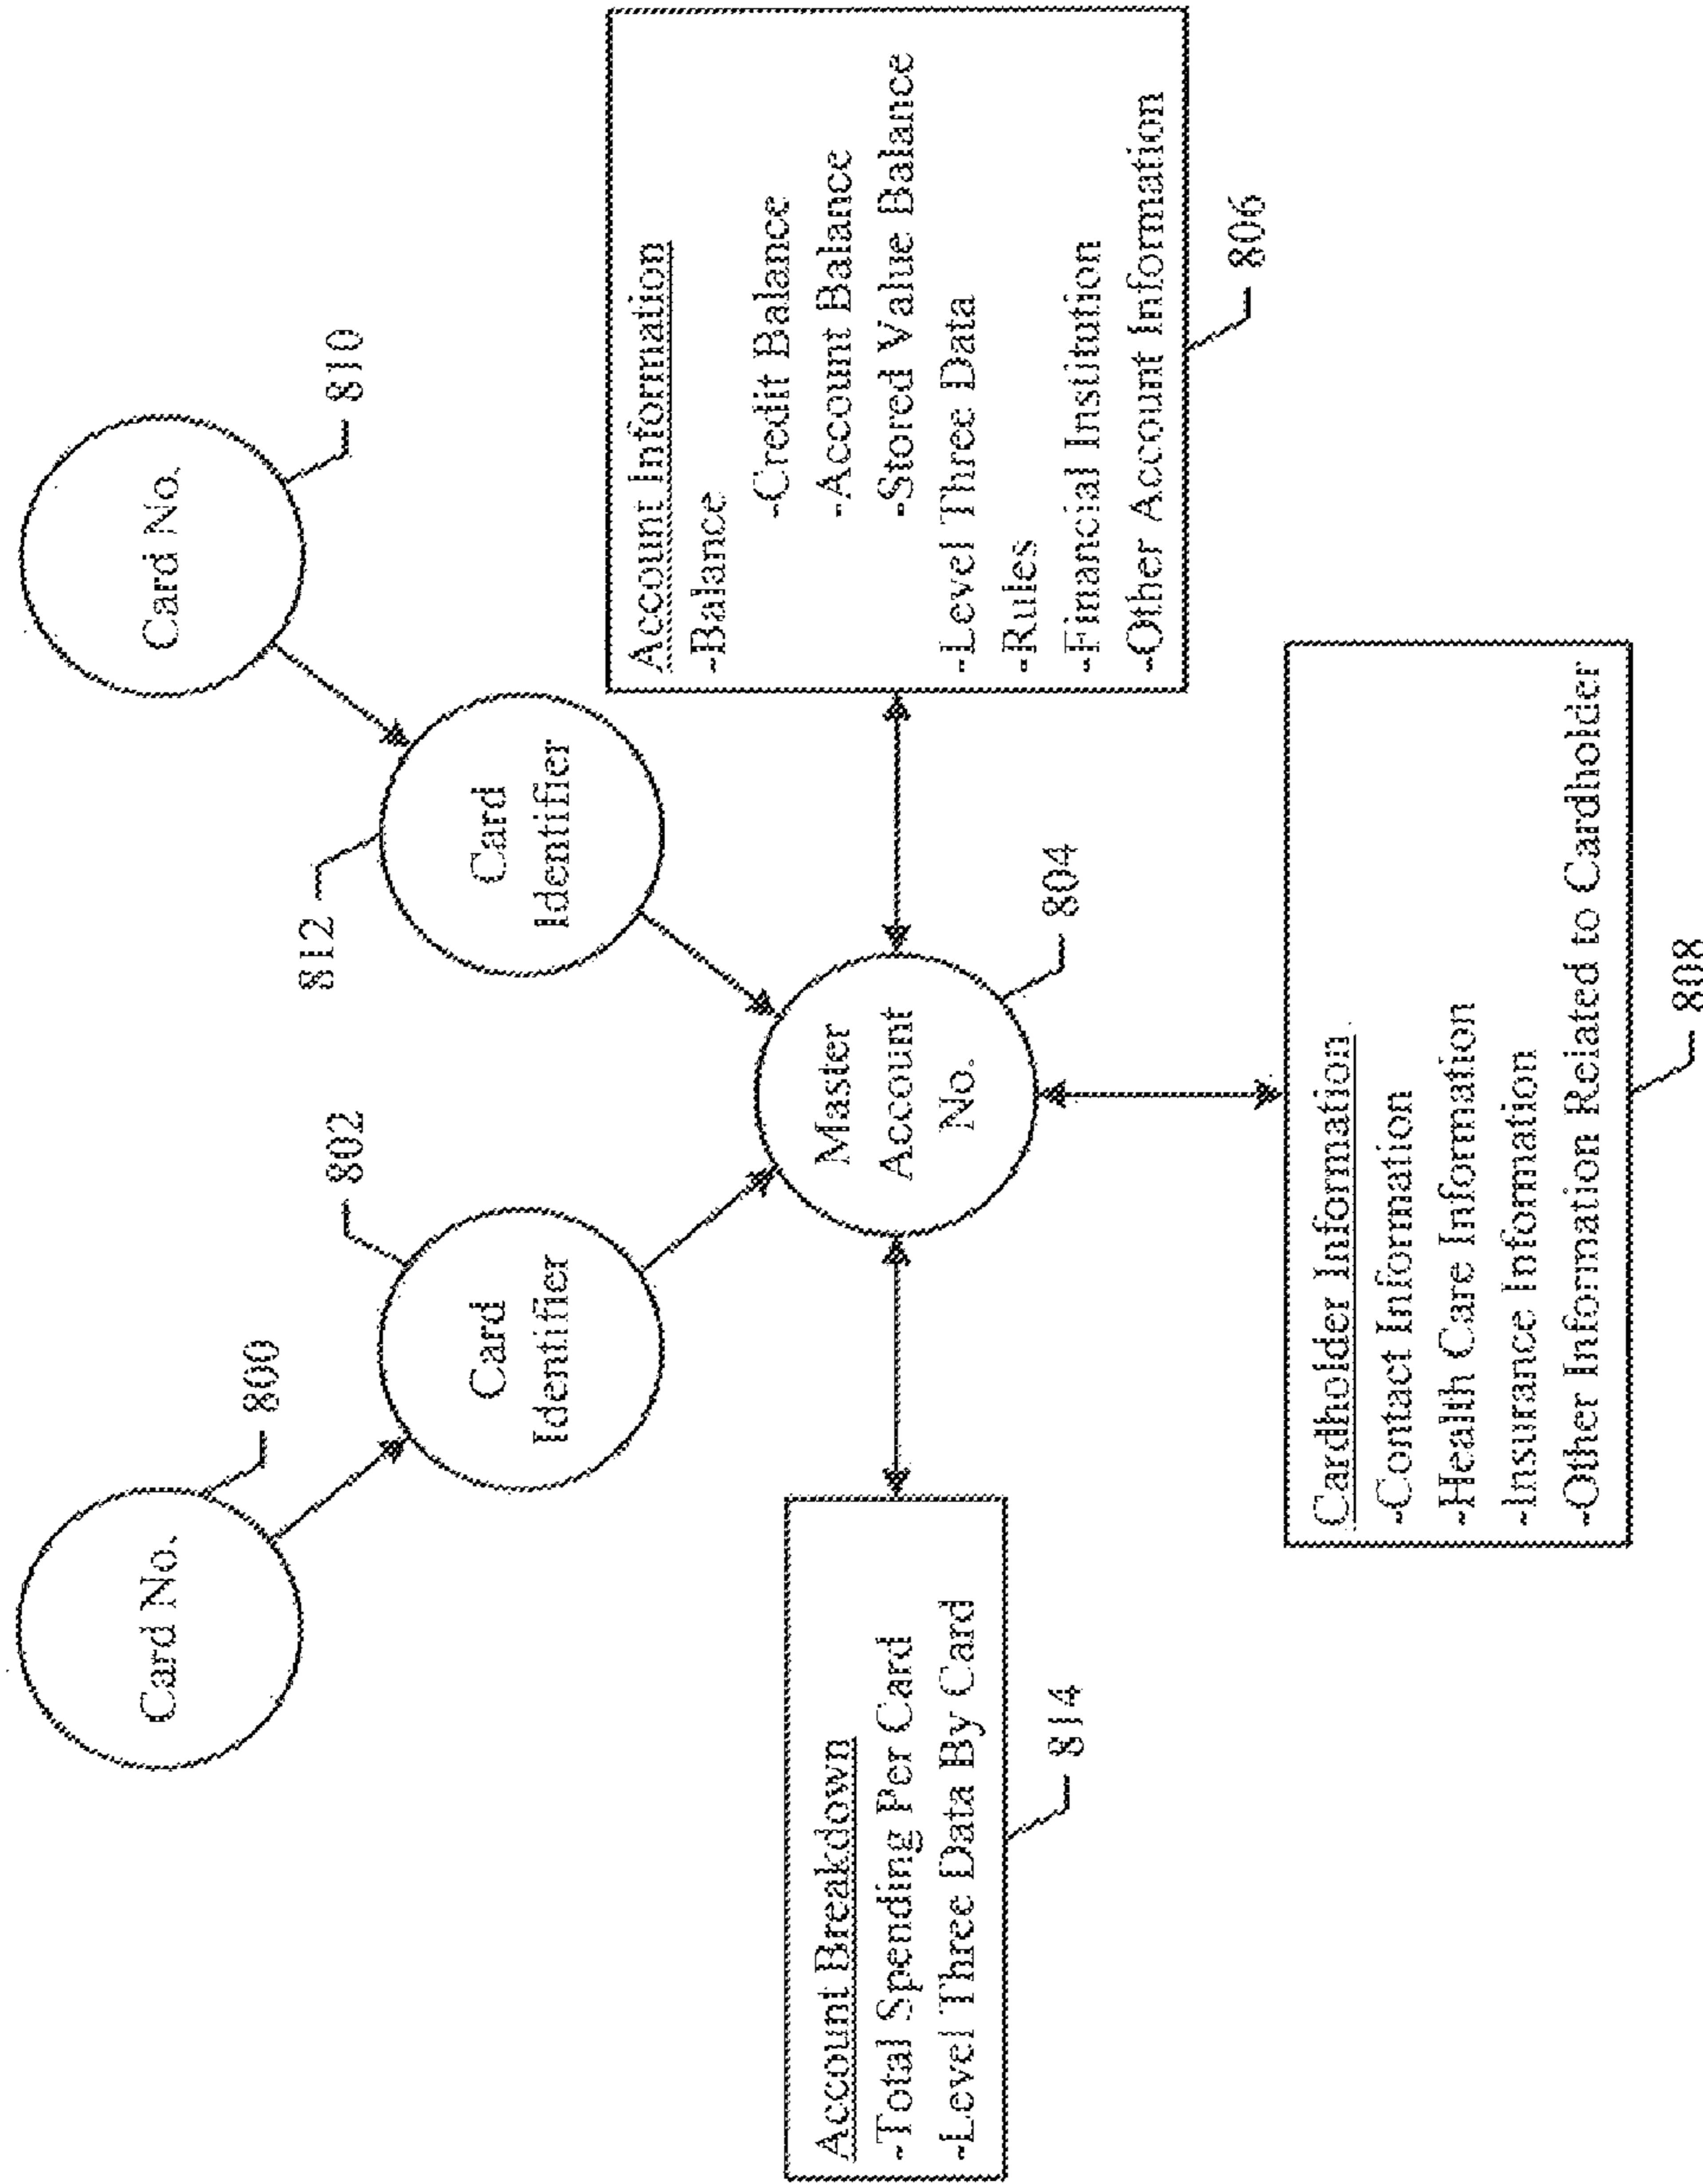 Card No.
800
Card No.
810
Card
Identifier
802
812
Card
Identifier
Master
Account
No.
804
Account Breakdown
-Total Spending Per Card
-Level Three Data By Card
814
Account Information
-Balance
-Credit Balance
-Account Balance
-Stored Value Balance
-Level Three Data
-Rules
-Financial Institution
-Other Account Information
806
Cardholder Information
-Contact Information
-Health Care Information
-Insurance Information
-Other Information Related to Cardholder
808